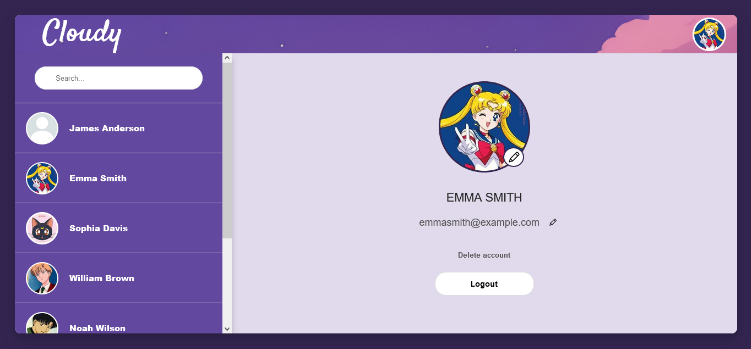 Cloudy
Search...
James Anderson
Emma Smith
Sophia Davis
William Brown
Noah Wilson
EMMA SMITH
emmasmith@example.com
Delete account
Logout